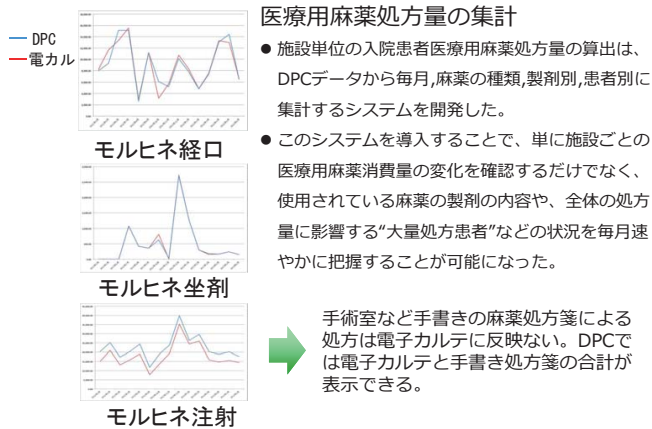 DPC
電カル
モルヒネ経口
モルヒネ坐剤
モルヒネ注射
医療用麻薬処方量の集計
● 施設単位の入院患者医療用麻薬処方量の算出は、
DPCデータから毎月,麻薬の種類,製剤別,患者別に
集計するシステムを開発した。
● このシステムを導入することで、単に施設ごとの
医療用麻薬消費量の変化を確認するだけでなく、
使用されている麻薬の製剤の内容や、全体の処方
量に影響する“大量処方患者”などの状況を毎月速
やかに把握することが可能になった。
手術室など手書きの麻薬処方箋による
処方は電子カルテに反映ない。DPCで
は電子カルテと手書き処方箋の合計が
表示できる。